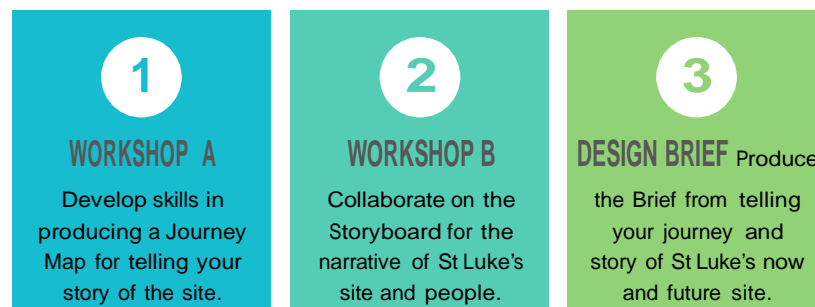 1
WORKSHOP A
Develop skills in
producing a Journey
Map for telling your
story of the site.
2
WORKSHOP B
Collaborate on the
Storyboard for the
narrative of St Luke's
site and people.
3
DESIGN BRIEF Produce
the Brief from telling
your journey and
story of St Luke's now
and future site.